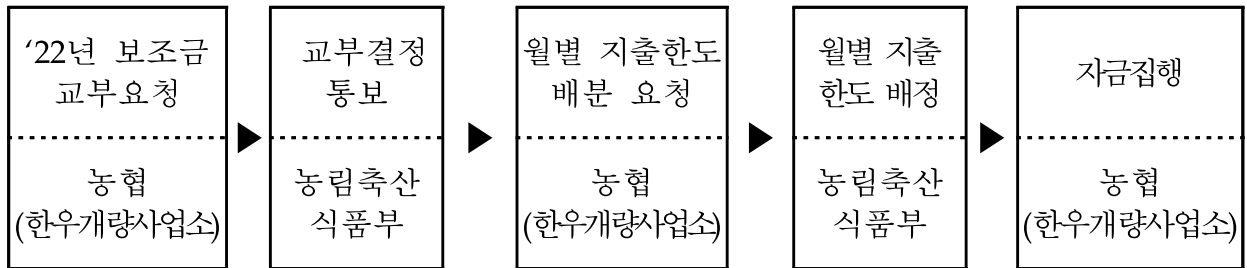 ‘22년 보조금
교부요청
농협
(한우개량사업소)
교부결정
통보
농림축산
식품부
월별 지출한도
배분 요청
농협
(한우개량사업소)
월별 지출
한도 배정
농림축산
식품부
자금집행
농협
(한우개량사업소)